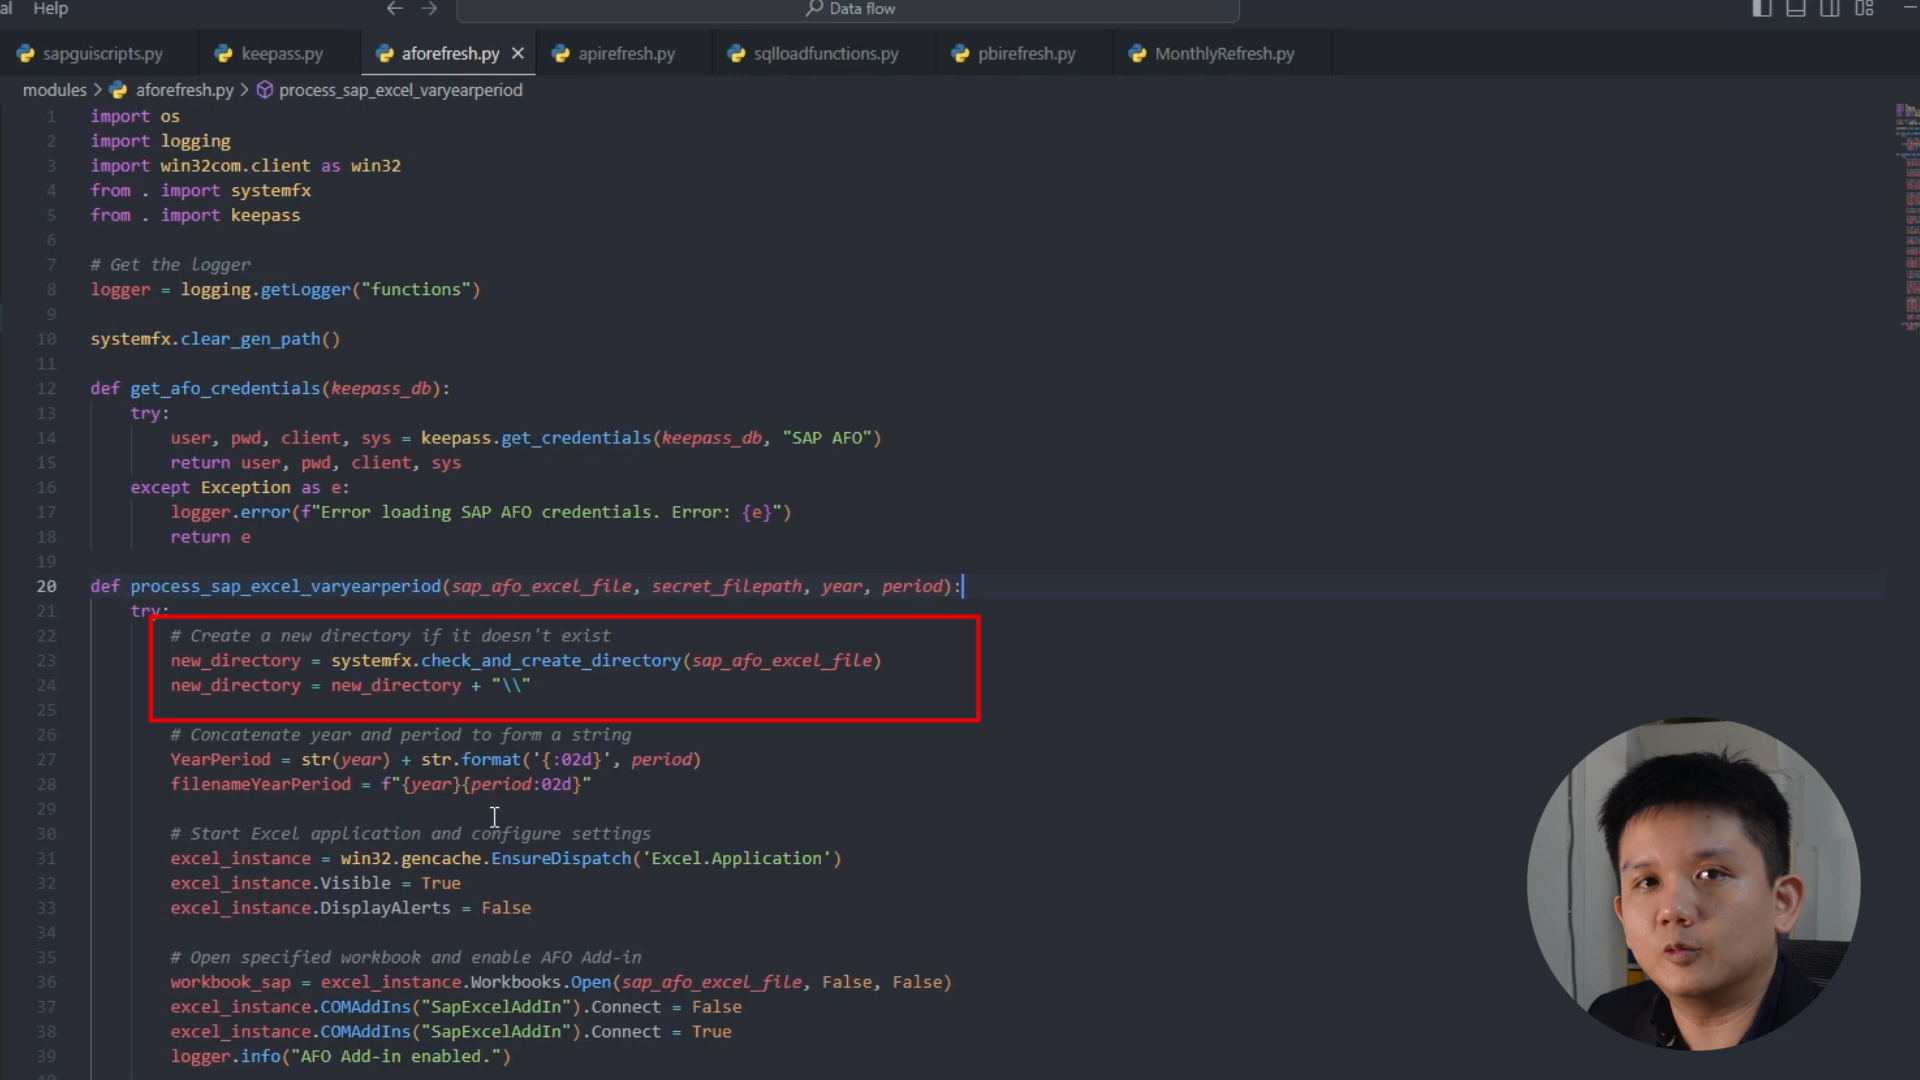 al Help
Data flow
sapguiscripts.py keepass.py aforefresh.py apirefresh.py sqlloadfunctions.py pbirefresh.py MonthlyRefresh.py
modules > aforefresh.py > process_sap_excel_varyearperiod
1 import os
2 import logging
3 import win32com.client as win32
4 from . import systemfx
5 from . import keepass
6
7 # Get the logger
8 logger = logging.getLogger("functions")
9
10 systemfx.clear_gen_path()
11
12 def get_afo_credentials(keepass_db):
13 try:
14 user, pwd, client, sys = keepass.get_credentials(keepass_db, "SAP AFO")
15 return user, pwd, client, sys
16 except Exception as e:
17 logger.error(f"Error loading SAP AFO credentials. Error: {e}")
18 return e
19
20 def process_sap_excel_varyearperiod(sap_afo_excel_file, secret_filepath, year, period):
21 try:
22 # Create a new directory if it doesn't exist
23 new_directory = systemfx.check_and_create_directory(sap_afo_excel_file)
24 new_directory = new_directory + "\\"
25
26 # Concatenate year and period to form a string
27 YearPeriod = str(year) + str.format('{:02d}', period)
28 filenameYearPeriod = f"{year}{period:02d}"
29
30 # Start Excel application and configure settings
31 excel_instance = win32.gencache.EnsureDispatch('Excel.Application')
32 excel_instance.Visible = True
33 excel_instance.DisplayAlerts = False
34
35 # Open specified workbook and enable AFO Add-in
36 workbook_sap = excel_instance.Workbooks.Open(sap_afo_excel_file, False, False)
37 excel_instance.COMAddIns("SapExcelAddIn").Connect = False
38 excel_instance.COMAddIns("SapExcelAddIn").Connect = True
39 logger.info("AFO Add-in enabled.")